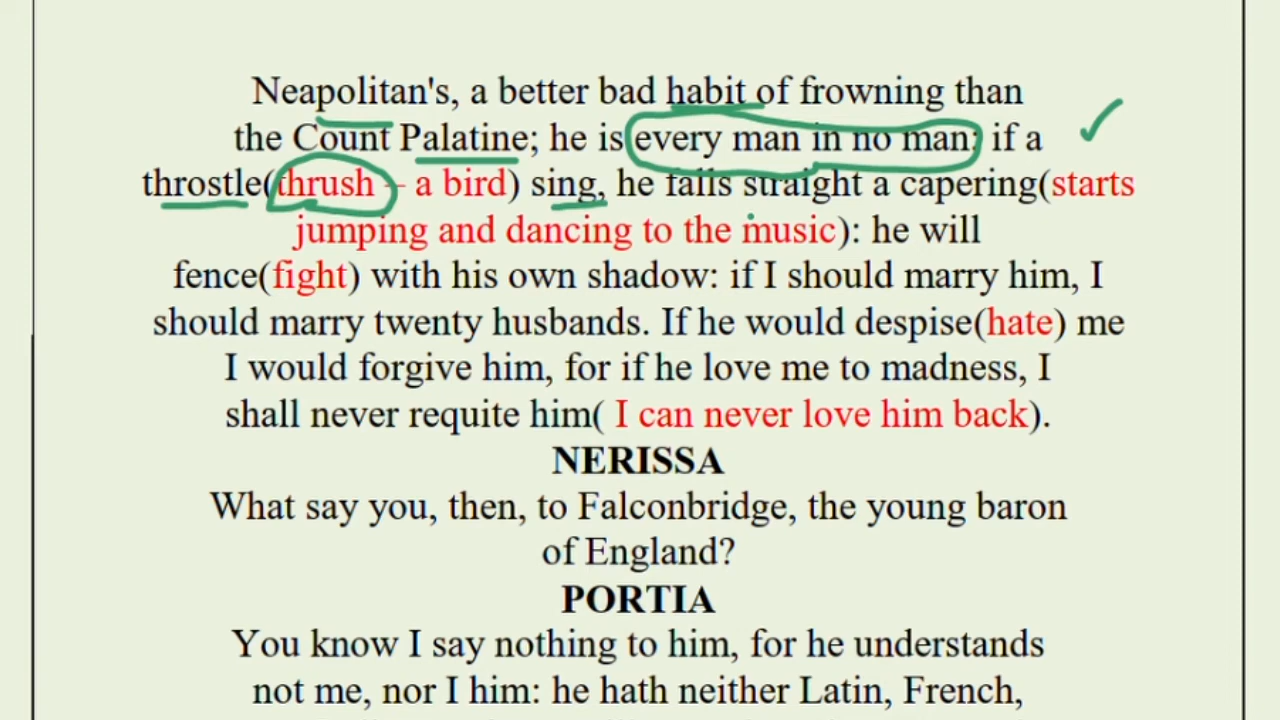 Neapolitan's, a better bad habit of frowning than
the Count Palatine; he is every man in no man: if a
throstle(thrush – a bird) sing, he falls straight a capering(starts
jumping and dancing to the music): he will
fence(fight) with his own shadow: if I should marry him, I
should marry twenty husbands. If he would despise(hate) me
I would forgive him, for if he love me to madness, I
shall never requite him( I can never love him back).
NERISSA
What say you, then, to Falconbridge, the young baron
of England?
PORTIA
You know I say nothing to him, for he understands
not me, nor I him: he hath neither Latin, French,